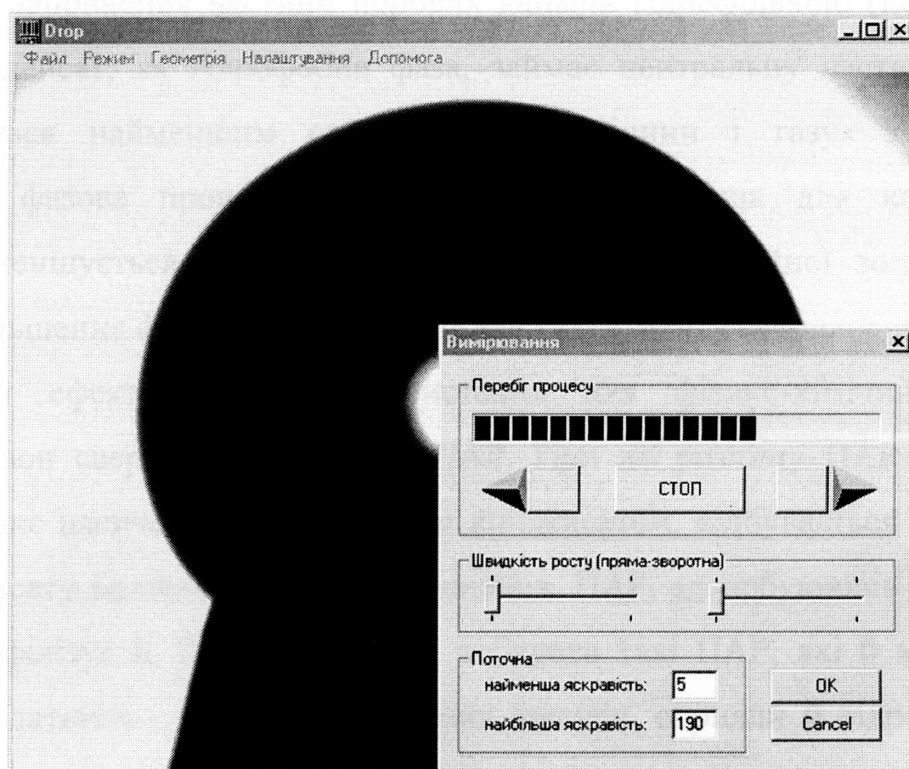 Drop
Файл Режим Геометрія Налаштування Допомога
Вимірювання
Перебіг процесу
СТОП
Швидкість росту (пряма-зворотна)
Поточна
найменша яскравість: 5
OK
найбільша яскравість: 190
Cancel